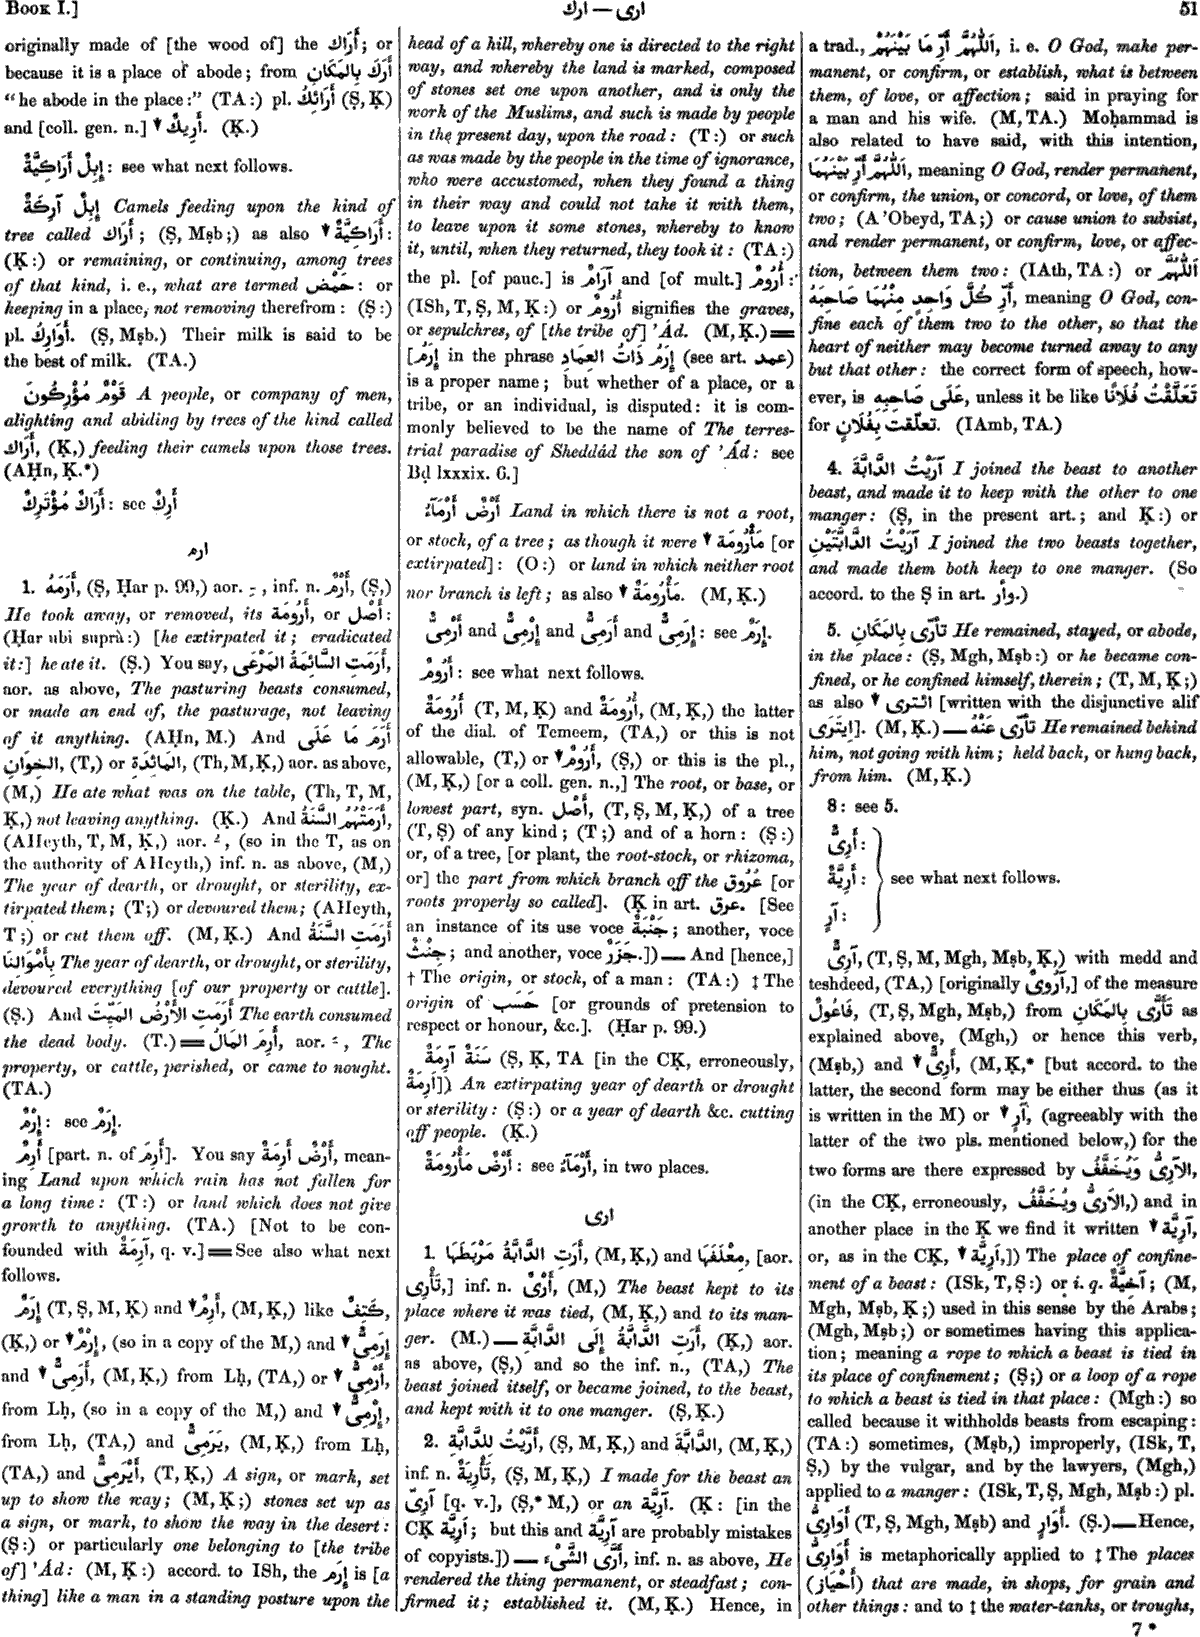 Book I.]
ارى — ارك
51
originally made of [the wood of] the أَرَاك; or
because it is a place of abode; from أَرَكَ بِالمَكَانِ
“he abode in the place:” (TA:) pl. أَرَائِكُ (Ṣ, Ḳ)
and [coll. gen. n.] ▼ أَرِيكٌ. (Ḳ.)
إِبِلٌ أَرَاكِيَّةٌ: see what next follows.
إِبِلٌ آرِكَةٌ Camels feeding upon the kind of
tree called أَرَاك; (Ṣ, Mṣb;) as also ▼ أَرَاكِيَّةٌ:
(Ḳ:) or remaining, or continuing, among trees
of that kind, i. e., what are termed حَمْض: or
keeping in a place, not removing therefrom: (Ṣ:)
pl. أَوَارِكُ. (Ṣ, Mṣb.) Their milk is said to be
the best of milk. (TA.)
قَوْمٌ مُؤْرِكُونَ A people, or company of men,
alighting and abiding by trees of the kind called
أَرَاك, (Ḳ,) feeding their camels upon those trees.
(AḤn, Ḳ.*)
أَرَاكٌ مُؤْتَرِكٌ: see أَرِكٌ
ارم
1. أَرَمَهُ, (Ṣ, Ḥar p. 99,) aor. ـِ, inf. n. أَرْمٌ, (Ṣ,)
He took away, or removed, its أَرُومَة, or أَصْل:
(Ḥar ubi suprà:) [he extirpated it; eradicated
it:] he ate it. (Ṣ.) You say, أَرَمَتِ السَّائِمَةُ المَرْعَى,
aor. as above, The pasturing beasts consumed,
or made an end of, the pasturage, not leaving
of it anything. (AḤn, M.) And أَرَمَ مَا عَلَى
الخِوَانِ, (T,) or المَائِدَةِ, (Th, M, Ḳ,) aor. as above,
(M,) He ate what was on the table, (Th, T, M,
Ḳ,) not leaving anything. (Ḳ.) And أَرَمَتْهُمُ السَّنَةُ,
(AHeyth, T, M, Ḳ,) aor. ـُ, (so in the T, as on
the authority of AHeyth,) inf. n. as above, (M,)
The year of dearth, or drought, or sterility, ex-
tirpated them; (T;) or devoured them; (AHeyth,
T;) or cut them off. (M, Ḳ.) And أَرَمَتِ السَّنَةُ
بِأَمْوَالِنَا The year of dearth, or drought, or sterility,
devoured everything [of our property or cattle].
(Ṣ.) And أَرَمَتِ الأَرْضُ المَيِّتَ The earth consumed
the dead body. (T.) ═ أَرِمَ المَالُ, aor. ـَ, The
property, or cattle, perished, or came to nought.
(TA.)
إِرْمٌ: see إِرَمٌ.
أَرِمٌ [part. n. of أَرِمَ]. You say أَرْضٌ أَرِمَةٌ, mean-
ing Land upon which rain has not fallen for
a long time: (T:) or land which does not give
growth to anything. (TA.) [Not to be con-
founded with آرِمَةٌ, q. v.] ═ See also what next
follows.
إِرَمٌ (T, Ṣ, M, Ḳ) and ▼ أَرِمٌ, (M, Ḳ,) like كَتِفٌ,
(Ḳ,) or ▼ إِرْمٌ, (so in a copy of the M,) and ▼ إِرَمِىٌّ
and ▼ أَرَمِىٌّ, (M, Ḳ,) from Lḥ, (TA,) or ▼ أَرْمِىٌّ,
from Lḥ, (so in a copy of the M,) and ▼ إِرْمِىٌّ,
from Lḥ, (TA,) and يَرَمِىٌّ, (M, Ḳ,) from Lḥ,
(TA,) and أَيْرَمِىٌّ, (T, Ḳ,) A sign, or mark, set
up to show the way; (M, Ḳ;) stones set up as
a sign, or mark, to show the way in the desert:
(Ṣ:) or particularly one belonging to [the tribe
of] ’Ád: (M, Ḳ:) accord. to ISh, the إِرَم is [a
thing] like a man in a standing posture upon the
head of a hill, whereby one is directed to the right
way, and whereby the land is marked, composed
of stones set one upon another, and is only the
work of the Muslims, and such is made by people
in the present day, upon the road: (T:) or such
as was made by the people in the time of ignorance,
who were accustomed, when they found a thing
in their way and could not take it with them,
to leave upon it some stones, whereby to know
it, until, when they returned, they took it: (TA:)
the pl. [of pauc.] is آرَامٌ and [of mult.] أُرُومٌ:
(ISh, T, Ṣ, M, Ḳ:) or أُرُومٌ signifies the graves,
or sepulchres, of [the tribe of] ’Ád. (M, Ḳ.) ═
[إِرَمُ in the phrase إِرَمُ ذَاتُ العِمَادِ (see art. عمد)
is a proper name; but whether of a place, or a
tribe, or an individual, is disputed: it is com-
monly believed to be the name of The terres-
trial paradise of Sheddád the son of ’Ád: see
Bḍ lxxxix. 6.]
أَرْضٌ أَرْمَآءُ Land in which there is not a root,
or stock, of a tree; as though it were ▼ مَأْرُومَة [or
extirpated]: (O:) or land in which neither root
nor branch is left; as also ▼ مَأْرُومَةٌ. (M, Ḳ.)
أَرْمِىٌّ and إِرْمِىٌّ and أَرَمِىٌّ and إِرَمِىٌّ: see إِرَمٌ.
أَرُومٌ: see what next follows.
أَرُومَةٌ (T, M, Ḳ) and أُرُومَةٌ, (M, Ḳ,) the latter
of the dial. of Temeem, (TA,) or this is not
allowable, (T,) or ▼ أَرُومٌ, (Ṣ,) or this is the pl.,
(M, Ḳ,) [or a coll. gen. n.,] The root, or base, or
lowest part, syn. أَصْل, (T, Ṣ, M, Ḳ,) of a tree
(T, Ṣ) of any kind; (T;) and of a horn: (Ṣ:)
or, of a tree, [or plant, the root-stock, or rhizoma,
or] the part from which branch off the عُرُوق [or
roots properly so called]. (Ḳ in art. عرق. [See
an instance of its use voce جَنْبَةٌ; another, voce
جِنْثٌ; and another, voce جَزَرٌ.]) — And [hence,]
† The origin, or stock, of a man: (TA:) ‡ The
origin of حَسَب [or grounds of pretension to
respect or honour, &c.]. (Ḥar p. 99.)
سَنَةٌ آرِمَةٌ (Ṣ, Ḳ, TA [in the CḲ, erroneously,
أَرِمَةٌ]) An extirpating year of dearth or drought
or sterility: (Ṣ:) or a year of dearth &c. cutting
off people. (Ḳ.)
أَرْضٌ مَأْرُومَةٌ: see أَرْمَآءُ, in two places.
ارى
1. أَرَتِ الدَّابَّةُ مَرْبِطَهَا, (M, Ḳ,) and مِعْلَفَهَا, [aor.
تَأْرِى,] inf. n. أَرْىٌ, (M,) The beast kept to its
place where it was tied, (M, Ḳ,) and to its man-
ger. (M.) — أَرَتِ الدَّابَّةُ إِلَى الدَّابَّةِ, (Ḳ,) aor.
as above, (Ṣ,) and so the inf. n., (TA,) The
beast joined itself, or became joined, to the beast,
and kept with it to one manger. (Ṣ, Ḳ.)
2. أَرَّيْتُ لِلدَّابَّةِ, (Ṣ, M, Ḳ,) and الدَّابَّةَ, (M, Ḳ,)
inf. n. تَأْرِيَةٌ, (Ṣ, M, Ḳ,) I made for the beast an
آرِىّ [q. v.], (Ṣ,* M,) or an آرِيَّة. (Ḳ: [in the
CḲ آرِيَة; but this and آرِيَّة are probably mistakes
of copyists.]) — أَرَّى الشَّىْءَ, inf. n. as above, He
rendered the thing permanent, or steadfast; con-
firmed it; established it. (M, Ḳ.) Hence, in
a trad., اَللّٰهُمَّ أَرِّ مَا بَيْنَهُمْ, i. e. O God, make per-
manent, or confirm, or establish, what is between
them, of love, or affection; said in praying for
a man and his wife. (M, TA.) Moḥammad is
also related to have said, with this intention,
اَللّٰهُمَّ أَرِّ بَيْنَهُمَا, meaning O God, render permanent,
or confirm, the union, or concord, or love, of them
two; (A ’Obeyd, TA;) or cause union to subsist,
and render permanent, or confirm, love, or affec-
tion, between them two: (IAth, TA:) or اَللّٰهُمَّ
أَرِّ كُلَّ وَاحِدٍ مِنْهُمَا صَاحِبَهُ, meaning O God, con-
fine each of them two to the other, so that the
heart of neither may become turned away to any
but that other: the correct form of speech, how-
ever, is عَلَى صَاحِبِهِ, unless it be like تَعَلَّقْتُ فُلَانًا
for تعلّقت بِفُلَانٍ. (IAmb, TA.)
4. آرَيْتُ الدَّابَّةَ I joined the beast to another
beast, and made it to keep with the other to one
manger: (Ṣ, in the present art.; and Ḳ:) or
آرَيْتُ الدَّابَّتَيْنِ I joined the two beasts together,
and made them both keep to one manger. (So
accord. to the Ṣ in art. وأر.)
5. تَأَرَّى بِالمَكَانِ He remained, stayed, or abode,
in the place: (Ṣ, Mgh, Mṣb:) or he became con-
fined, or he confined himself, therein; (T, M, Ḳ;)
as also ▼ ائترى [written with the disjunctive alif
إِيتَرَى]. (M, Ḳ.) — تَأَرَّى عَنْهُ He remained behind
him, not going with him; held back, or hung back,
from him. (M, Ḳ.)
8: see 5.
أَرِىٌّ:
أَرِيَّةٌ: see what next follows.
آرٍ:
آرِىٌّ, (T, Ṣ, M, Mgh, Mṣb, Ḳ,) with medd and
teshdeed, (TA,) [originally آرُوىٌ,] of the measure
فَاعُولٌ, (T, Ṣ, Mgh, Mṣb,) from تَأَرَّى بِالمَكَانِ as
explained above, (Mgh,) or hence this verb,
(Mṣb,) and ▼ أَرِىٌّ, (M, Ḳ,* [but accord. to the
latter, the second form may be either thus (as it
is written in the M) or ▼ آرٍ, (agreeably with the
latter of the two pls. mentioned below,) for the
two forms are there expressed by الآرِىُّ وَيُخَفَّفُ,
(in the CḲ, erroneously, الاَرِىُّ ويُخَفَّفُ,) and in
another place in the Ḳ we find it written ▼ آرِيَّة,
or, as in the CḲ, ▼ آرِيَة,]) The place of confine-
ment of a beast: (ISk, T, Ṣ:) or i. q. آخِيَّةٌ; (M,
Mgh, Mṣb, Ḳ;) used in this sense by the Arabs;
(Mgh, Mṣb;) or sometimes having this applica-
tion; meaning a rope to which a beast is tied in
its place of confinement; (Ṣ;) or a loop of a rope
to which a beast is tied in that place: (Mgh:) so
called because it withholds beasts from escaping:
(TA:) sometimes, (Mṣb,) improperly, (ISk, T,
Ṣ,) by the vulgar, and by the lawyers, (Mgh,)
applied to a manger: (ISk, T, Ṣ, Mgh, Mṣb:) pl.
أَوَارِىُّ (T, Ṣ, Mgh, Mṣb) and أَوَارٍ. (Ṣ.) — Hence,
أَوَارِىُّ is metaphorically applied to ‡ The places
(أَحْيَاز) that are made, in shops, for grain and
other things: and to ‡ the water-tanks, or troughs,
7 *